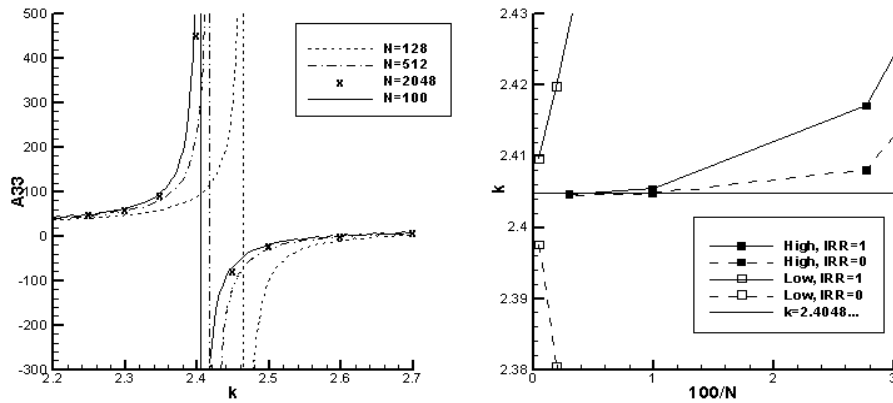 500
400
300
200
100
0
-100
-200
-300
A33
2.2
2.3
2.4
2.5
2.6
2.7
k
N=128
N=512
N=2048
N=100
2.43
2.42
2.41
2.4
2.39
2.38
k
0
1
2
3
100/N
High, IRR=1
High, IRR=0
Low, IRR=1
Low, IRR=0
k=2.4048...